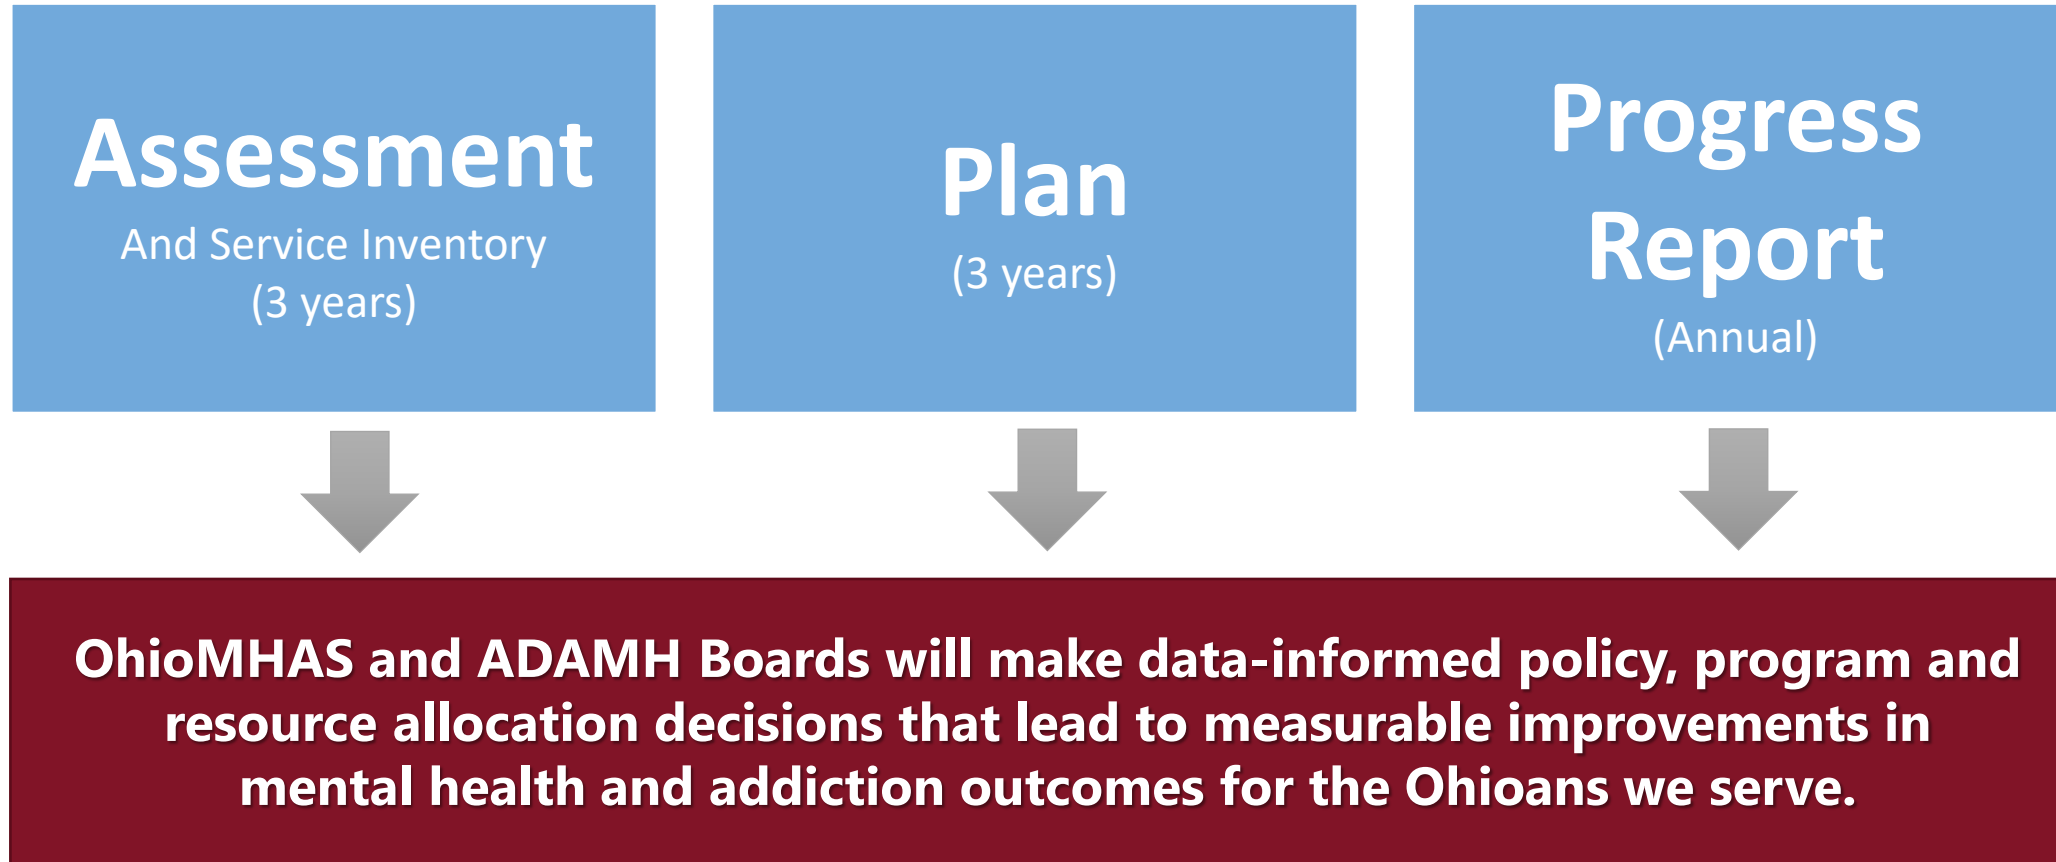 Assessment
And Service Inventory
(3 years)
Plan
(3 years)
Progress
Report
(Annual)
OhioMHAS and ADAMH Boards will make data-informed policy, program and
resource allocation decisions that lead to measurable improvements in
mental health and addiction outcomes for the Ohioans we serve.